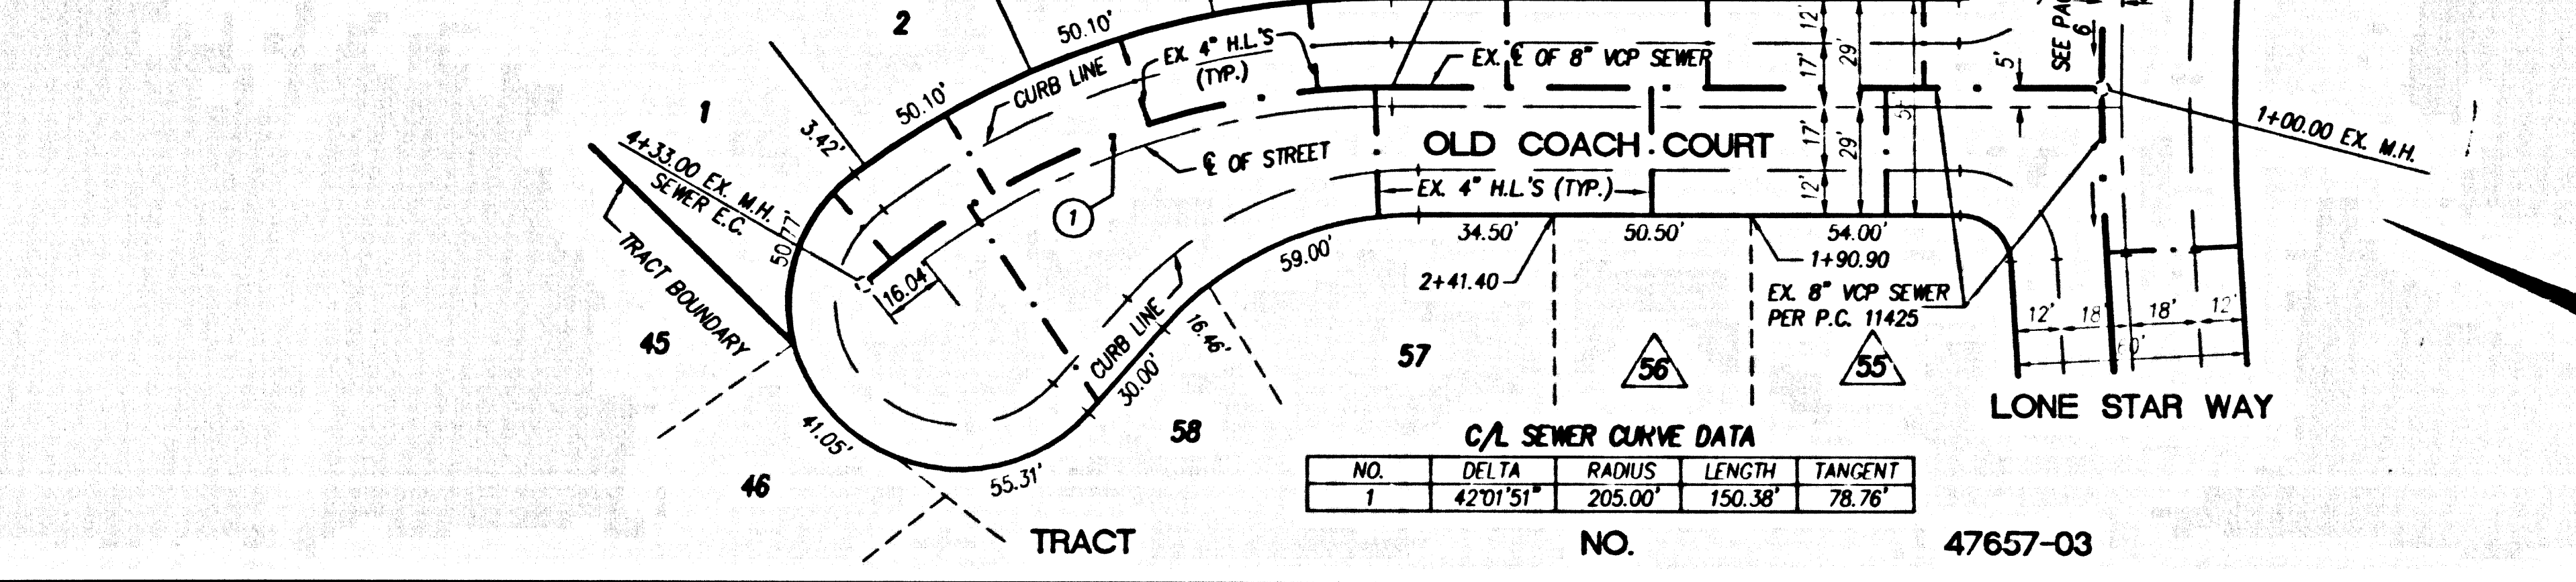 2
50.10'
EX. 4" H.L.'S
(TYP.)
CURB LINE
EX. ℄ OF 8" VCP SEWER
12'
17'
29'
5'
SEE
6
1
50.10'
3.42'
4+33.00 EX. M.H.
SEWER E.C.
℄ OF STREET
OLD COACH COURT
17'
29'
12'
1+00.00 EX. M.H.
EX. 4" H.L.'S (TYP.)
1
TRACT BOUNDARY
50.77'
16.04'
59.00'
34.50'
50.50'
54.00'
2+41.40
1+90.90
EX. 8" VCP SEWER
PER P.C. 11425
12'
18'
18'
12'
60'
45
CURB LINE
16.46'
30.00'
57
56
55
LONE STAR WAY
41.05'
58
46
55.31'
C/L SEWER CURVE DATA
NO. DELTA RADIUS LENGTH TANGENT
1 42°01'51" 205.00' 150.38' 78.76'
TRACT NO. 47657-03